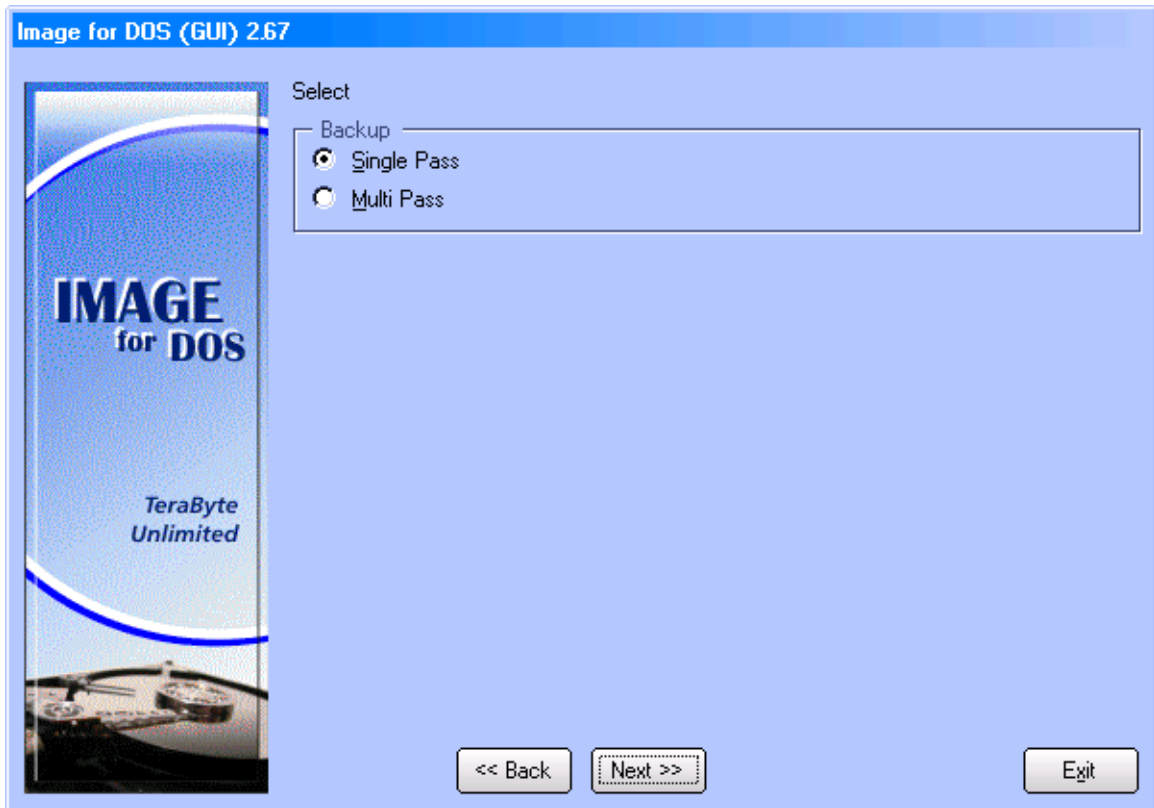 Image for DOS (GUI) 2.67
Select
Backup
Single Pass
Multi Pass
IMAGE
for DOS
TeraByte
Unlimited
<< Back
Next >>
Exit